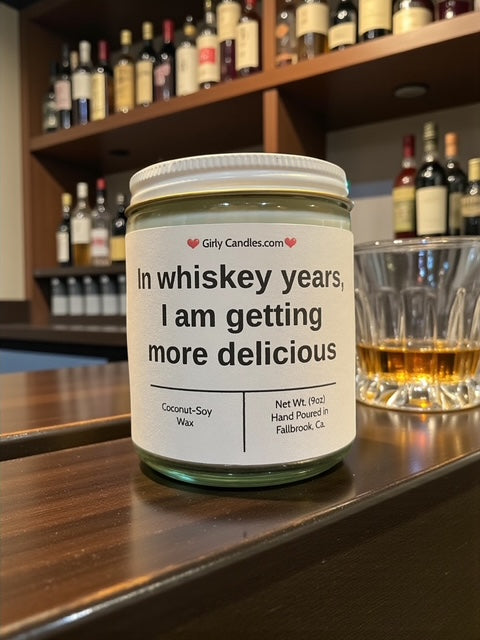 Girly Candles.com
In whiskey years,
I am getting
more delicious
Coconut-Soy
Wax
Net Wt. (9oz)
Hand Poured in
Fallbrook, Ca.